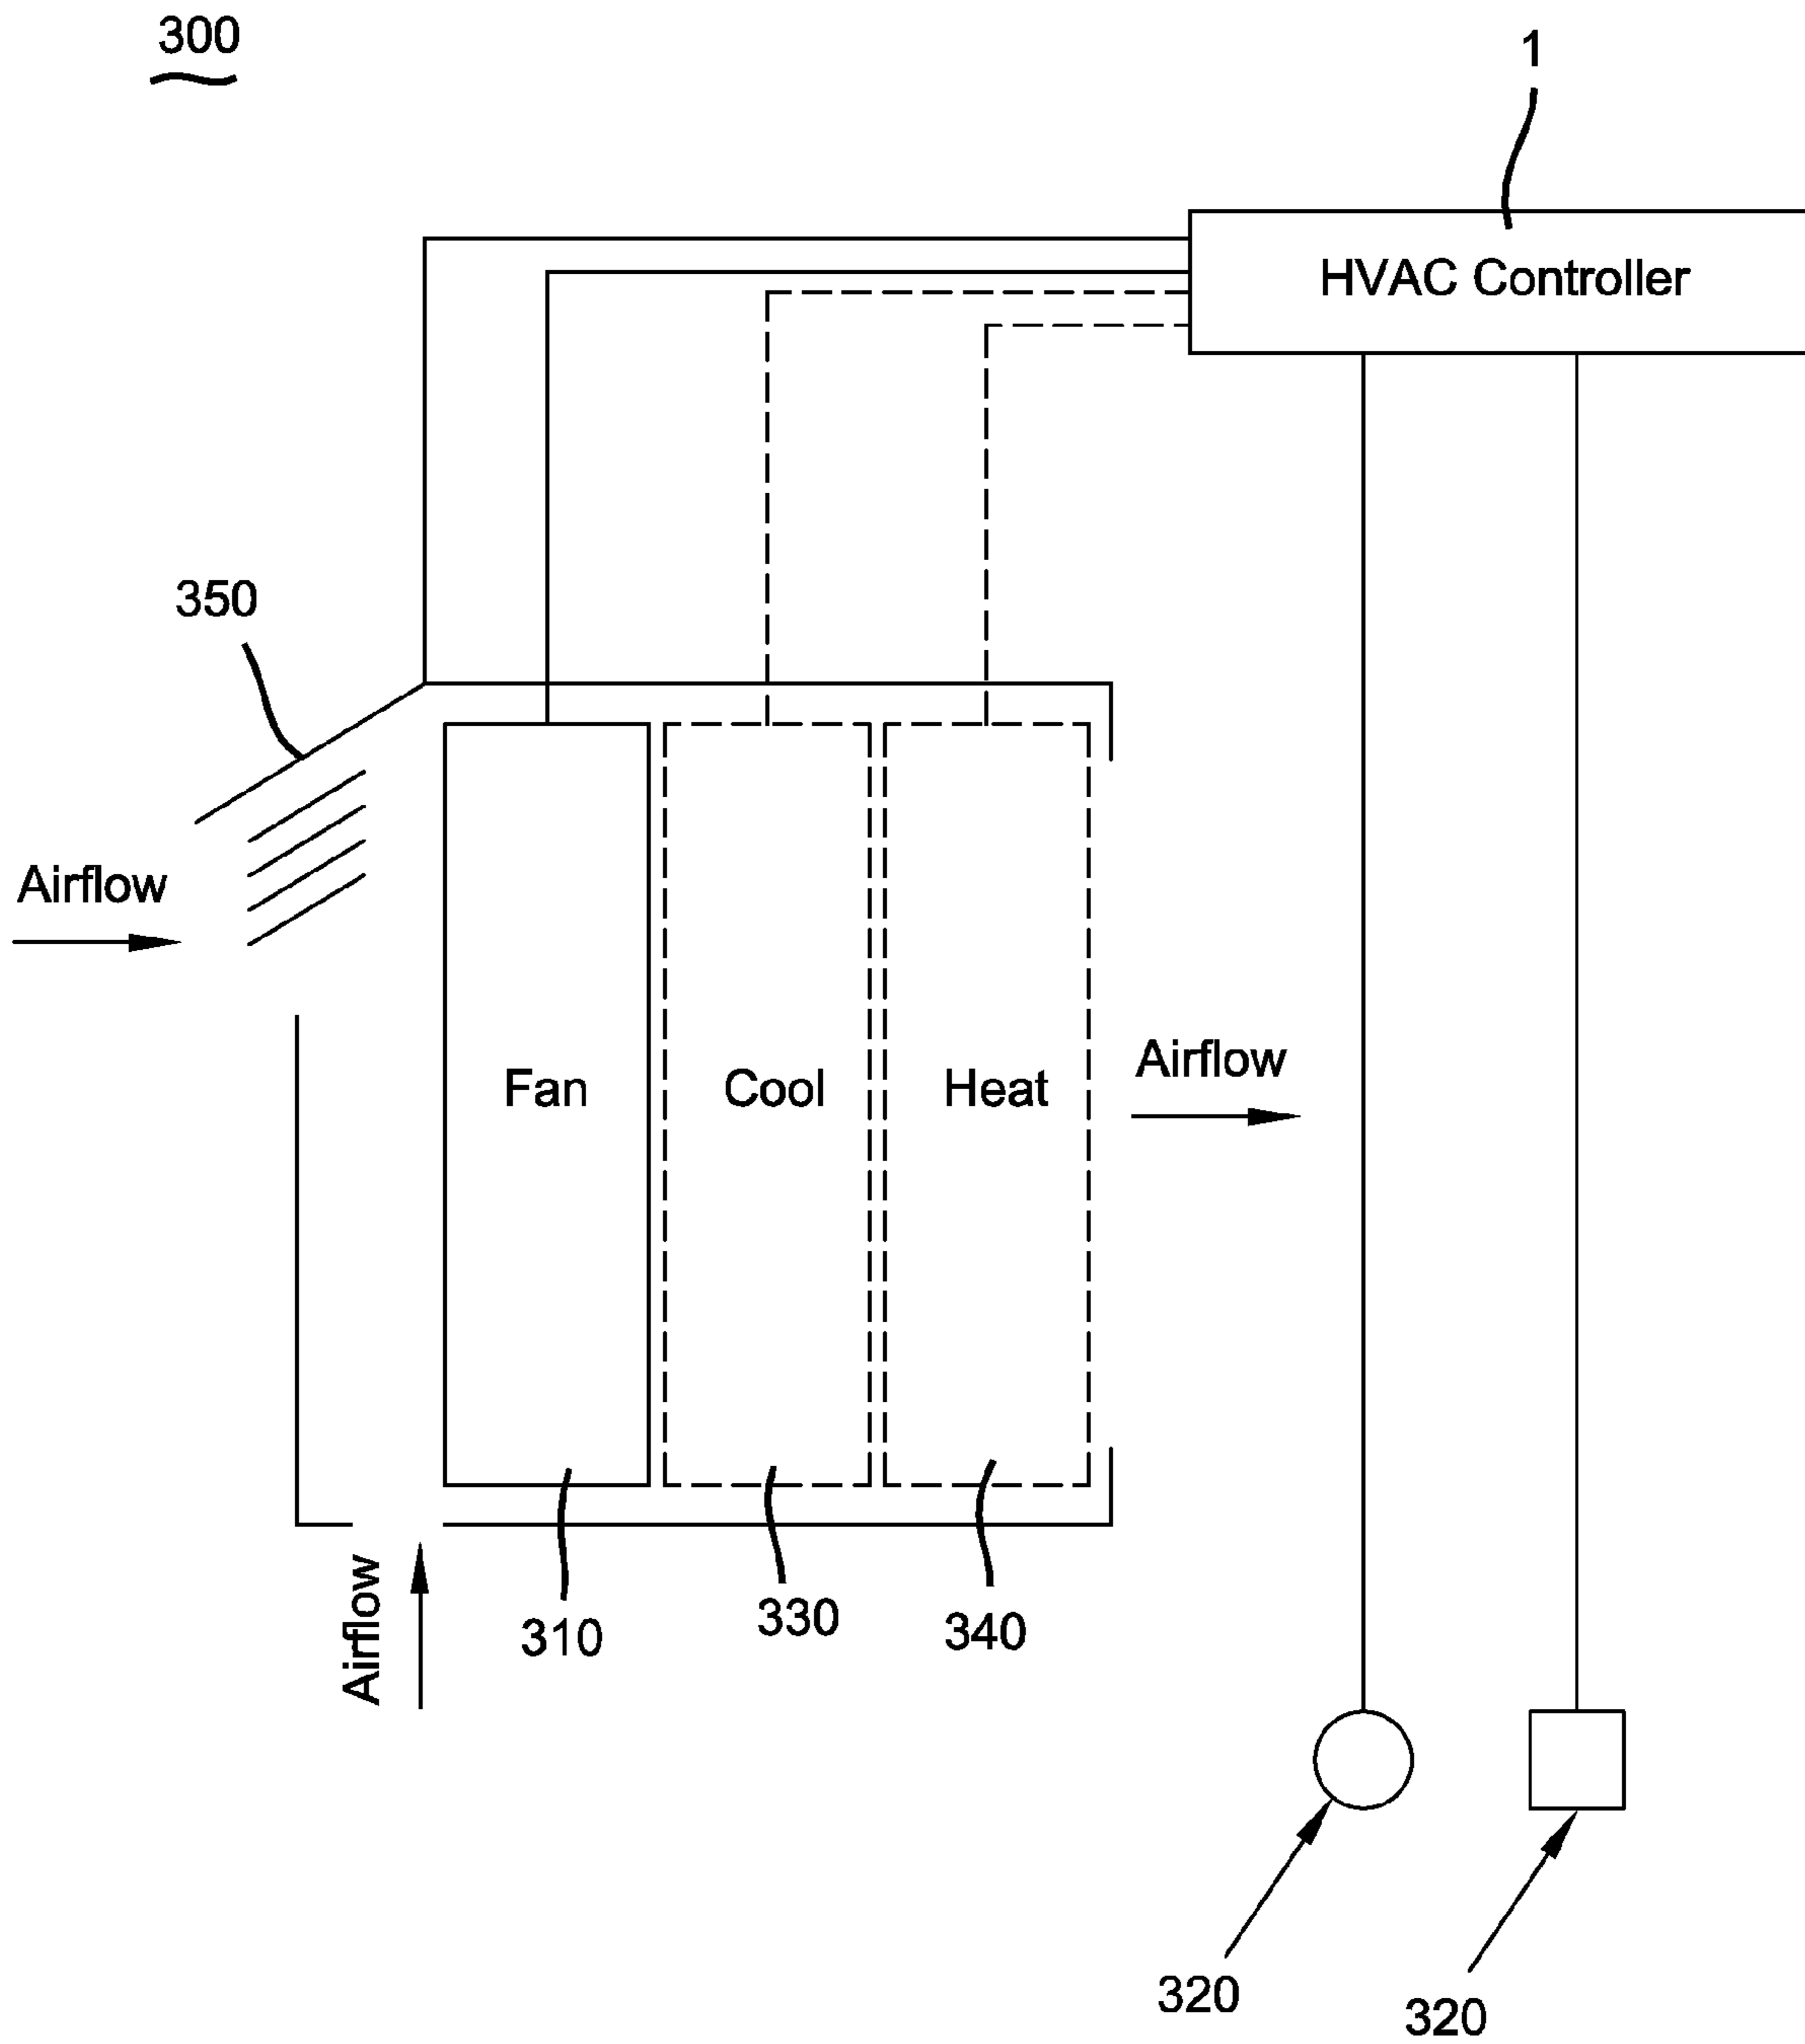 300
1
HVAC Controller
350
Airflow
Fan
Cool
Heat
Airflow
Airflow
310
330
340
320
320